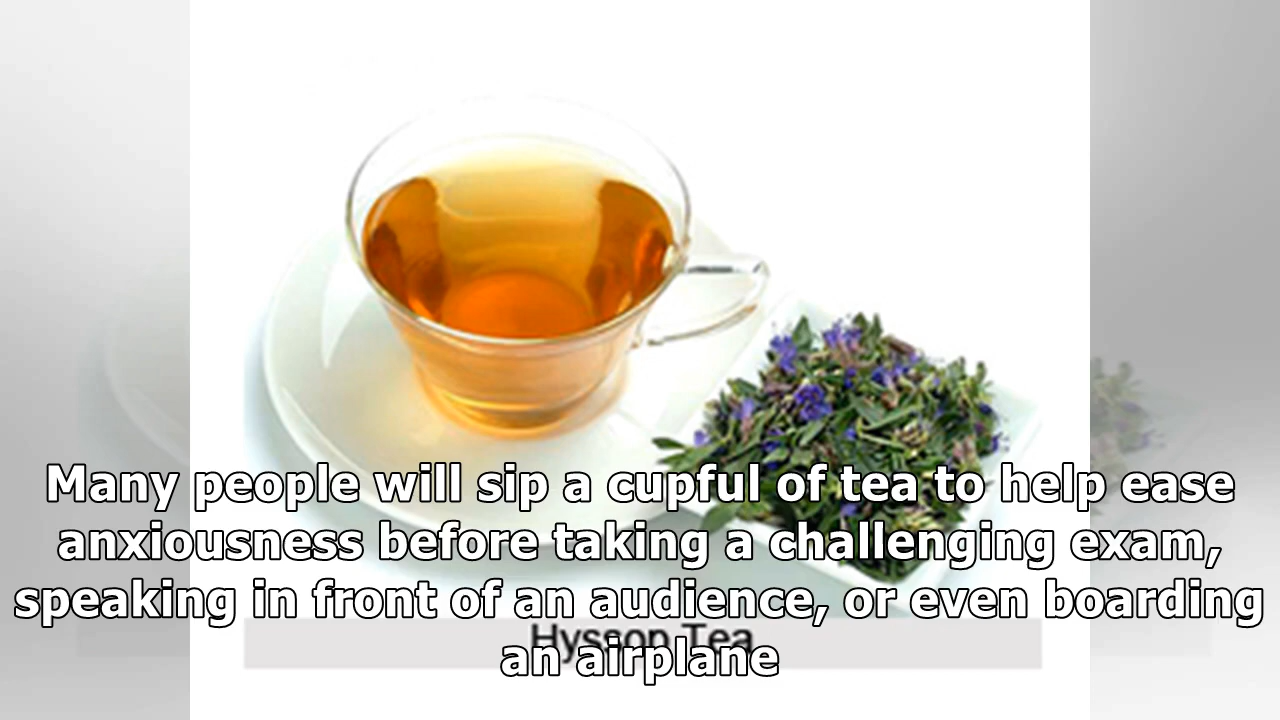 Many people will sip a cupful of tea to help ease
anxiousness before taking a challenging exam,
speaking in front of an audience, or even boarding
Hyssop Tea
an airplane